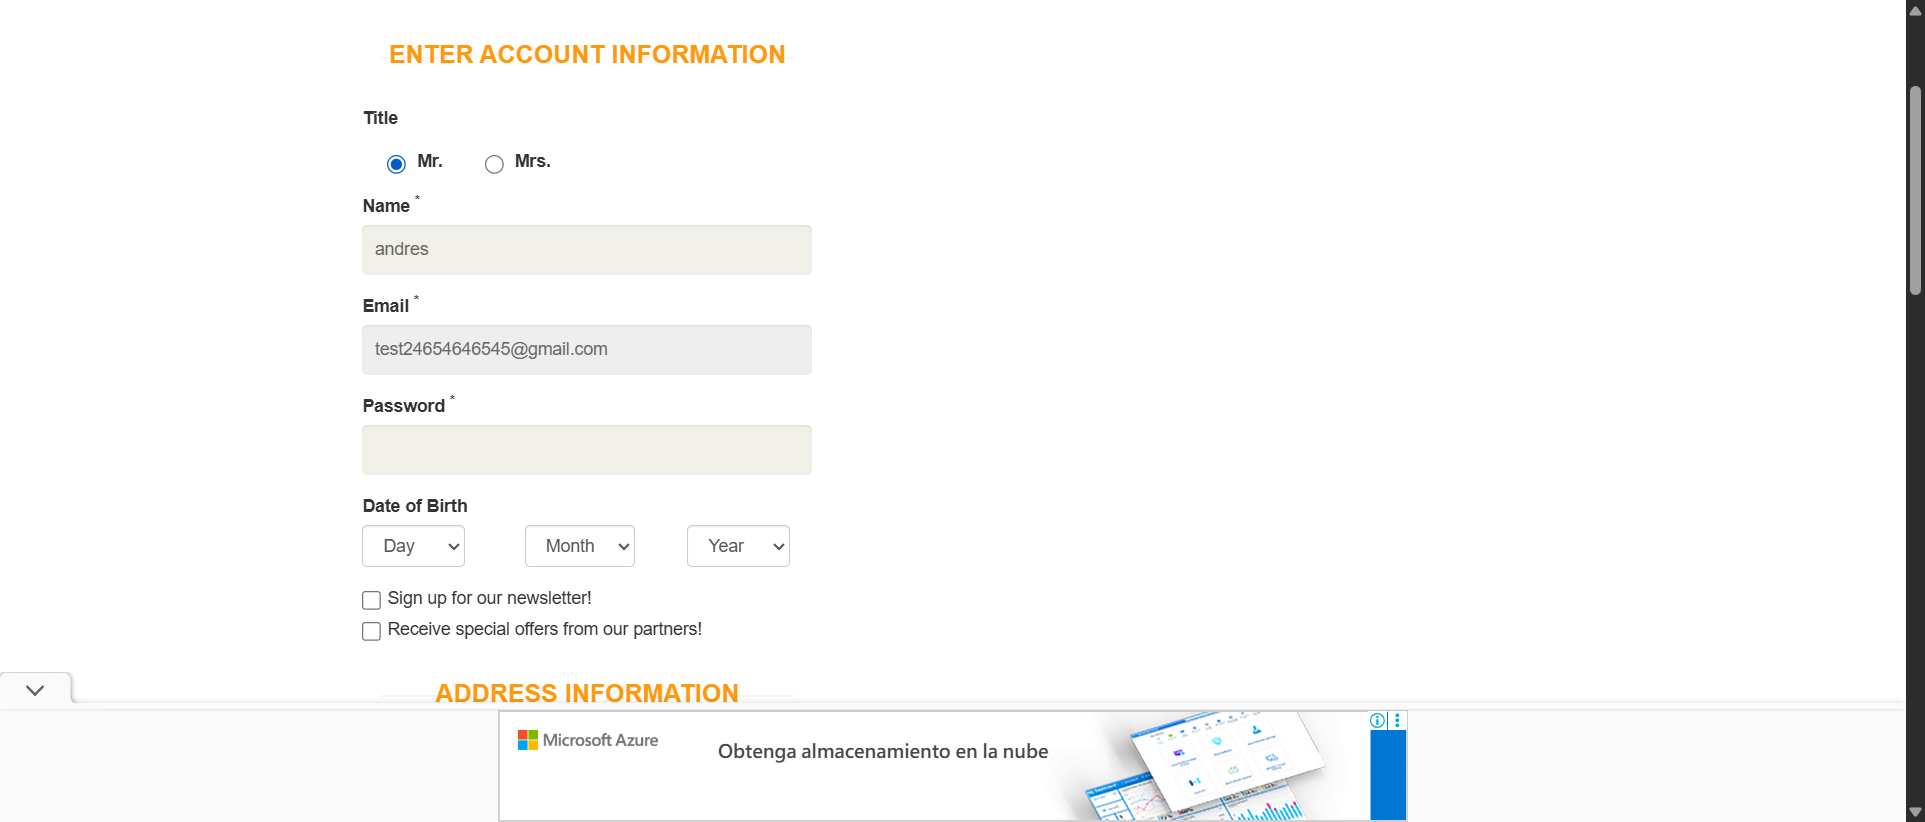 ENTER ACCOUNT INFORMATION
Title
Mr. Mrs.
Name *
andres
Email *
test24654646545@gmail.com
Password *
Date of Birth
Day Month Year
Sign up for our newsletter!
Receive special offers from our partners!
ADDRESS INFORMATION
Microsoft Azure
Obtenga almacenamiento en la nube